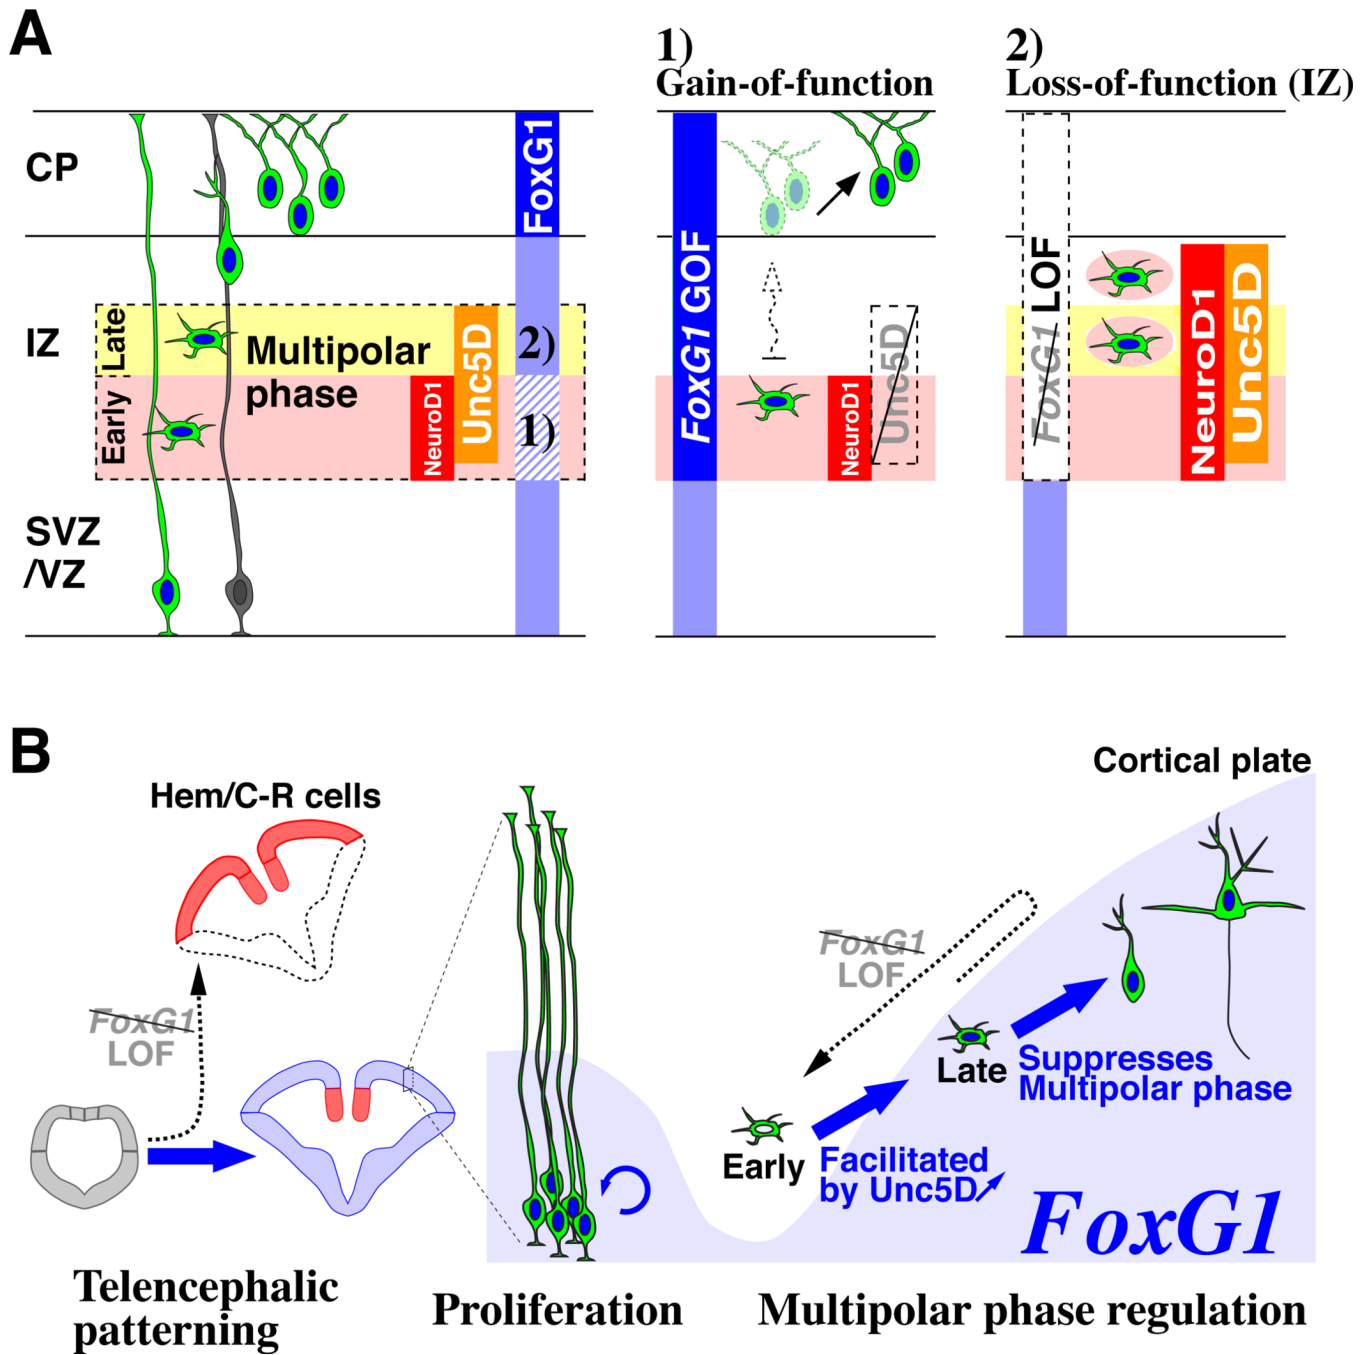 A
1)
Gain-of-function
2)
Loss-of-function (IZ)
CP
IZ
SVZ
/VZ
Late
Early
Multipolar
phase
NeuroD1
Unc5D
FoxG1
2)
1)
FoxG1 GOF
NeuroD1
Unc5D
FoxG1 LOF
NeuroD1
Unc5D
B
Hem/C-R cells
FoxG1
LOF
Telencephalic
patterning
Proliferation
Cortical plate
FoxG1
LOF
Early
Facilitated
by Unc5D
Late
Suppresses
Multipolar phase
FoxG1
Multipolar phase regulation